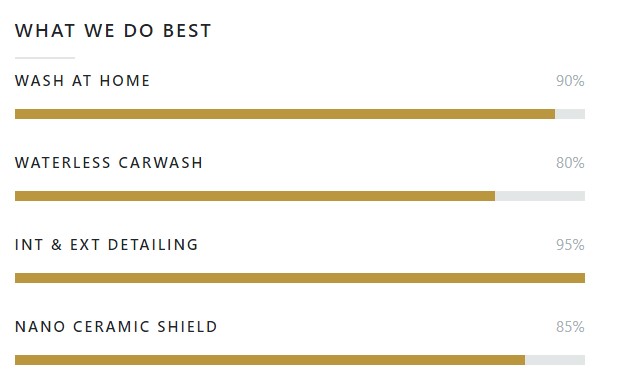 WHAT WE DO BEST
WASH AT HOME 90%
WATERLESS CARWASH 80%
INT & EXT DETAILING 95%
NANO CERAMIC SHIELD 85%